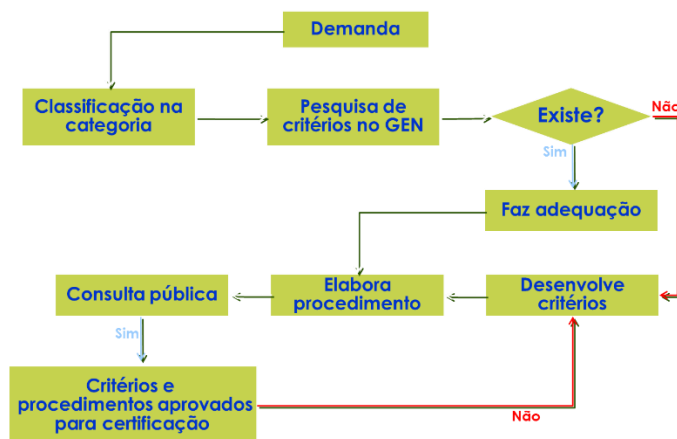 Demanda
Classificação na
categoria
Pesquisa de
critérios no GEN
Existe?
Não
Sim
Faz adequação
Consulta pública
Elabora
procedimento
Desenvolve
critérios
Sim
Critérios e
procedimentos aprovados
para certificação
Não